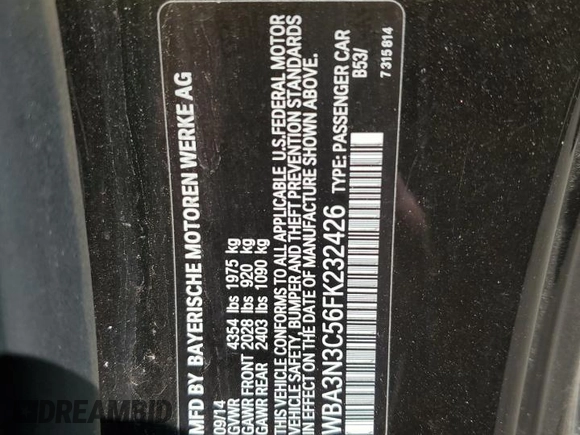 MFD BY BAYERISCHE MOTOREN WERKE AG
09/14
GVWR 4354 lbs 1975 kg
GAWR FRONT 2028 lbs 920 kg
GAWR REAR 2403 lbs 1090 kg
THIS VEHICLE CONFORMS TO ALL APPLICABLE U.S.FEDERAL MOTOR
VEHICLE SAFETY, BUMPER AND THEFT PREVENTION STANDARDS
IN EFFECT ON THE DATE OF MANUFACTURE SHOWN ABOVE.
WBA3N3C56FK232426 TYPE: PASSENGER CAR
B53/
7 315 814
DREAMBID